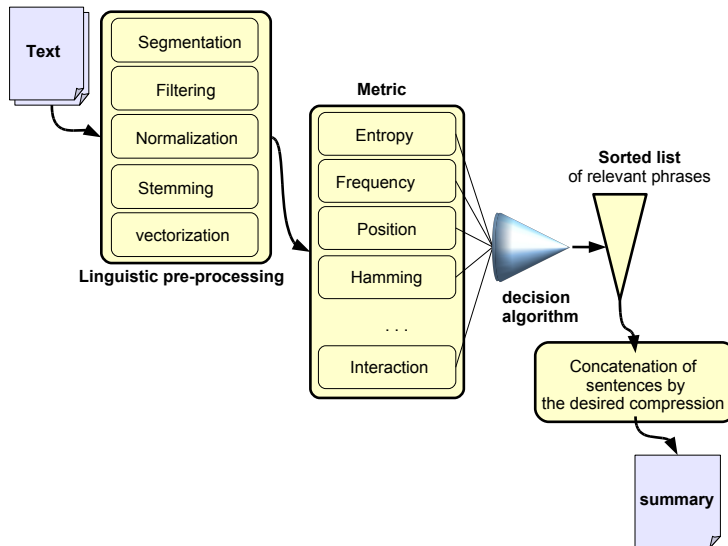 Text
Segmentation
Filtering
Normalization
Stemming
vectorization
Linguistic pre-processing
Metric
Entropy
Frequency
Position
Hamming
. . .
Interaction
decision
algorithm
Sorted list
of relevant phrases
Concatenation of
sentences by
the desired compression
summary